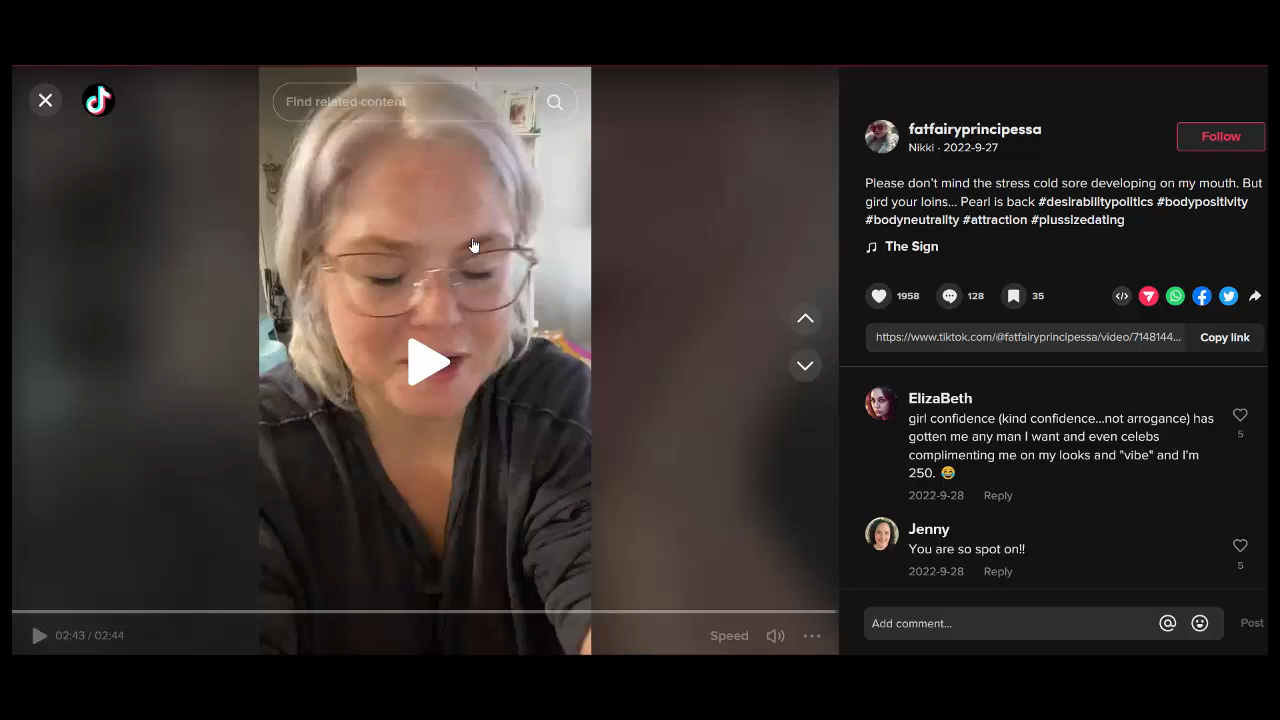 Find related content
fatfairyprincipessa
Nikki · 2022-9-27
Follow
Please don't mind the stress cold sore developing on my mouth. But
gird your loins... Pearl is back #desirabilitypolitics #bodypositivity
#bodyneutrality #attraction #plussizedating
The Sign
1958
128
35
https://www.tiktok.com/@fatfairyprincipessa/video/7148144...
Copy link
ElizaBeth
girl confidence (kind confidence...not arrogance) has
gotten me any man I want and even celebs
complimenting me on my looks and "vibe" and I'm
250. 😂
5
2022-9-28 Reply
Jenny
You are so spot on!!
5
2022-9-28 Reply
02:43 / 02:44
Speed
Add comment...
Post